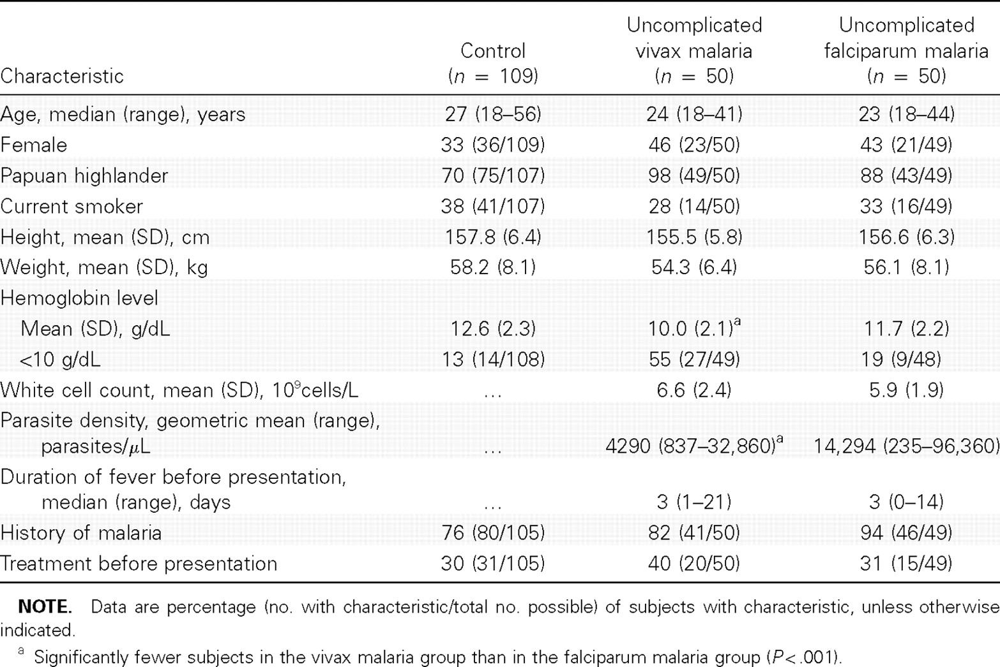 Characteristic Control (n = 109) Uncomplicated vivax malaria (n = 50) Uncomplicated falciparum malaria (n = 50)
Age, median (range), years 27 (18–56) 24 (18–41) 23 (18–44)
Female 33 (36/109) 46 (23/50) 43 (21/49)
Papuan highlander 70 (75/107) 98 (49/50) 88 (43/49)
Current smoker 38 (41/107) 28 (14/50) 33 (16/49)
Height, mean (SD), cm 157.8 (6.4) 155.5 (5.8) 156.6 (6.3)
Weight, mean (SD), kg 58.2 (8.1) 54.3 (6.4) 56.1 (8.1)
Hemoglobin level
Mean (SD), g/dL 12.6 (2.3) 10.0 (2.1)ᵃ 11.7 (2.2)
<10 g/dL 13 (14/108) 55 (27/49) 19 (9/48)
White cell count, mean (SD), 10⁹cells/L ... 6.6 (2.4) 5.9 (1.9)
Parasite density, geometric mean (range),
parasites/μL ... 4290 (837–32,860)ᵃ 14,294 (235–96,360)
Duration of fever before presentation,
median (range), days ... 3 (1–21) 3 (0–14)
History of malaria 76 (80/105) 82 (41/50) 94 (46/49)
Treatment before presentation 30 (31/105) 40 (20/50) 31 (15/49)
NOTE. Data are percentage (no. with characteristic/total no. possible) of subjects with characteristic, unless otherwise
indicated.
ᵃ Significantly fewer subjects in the vivax malaria group than in the falciparum malaria group (P<.001).